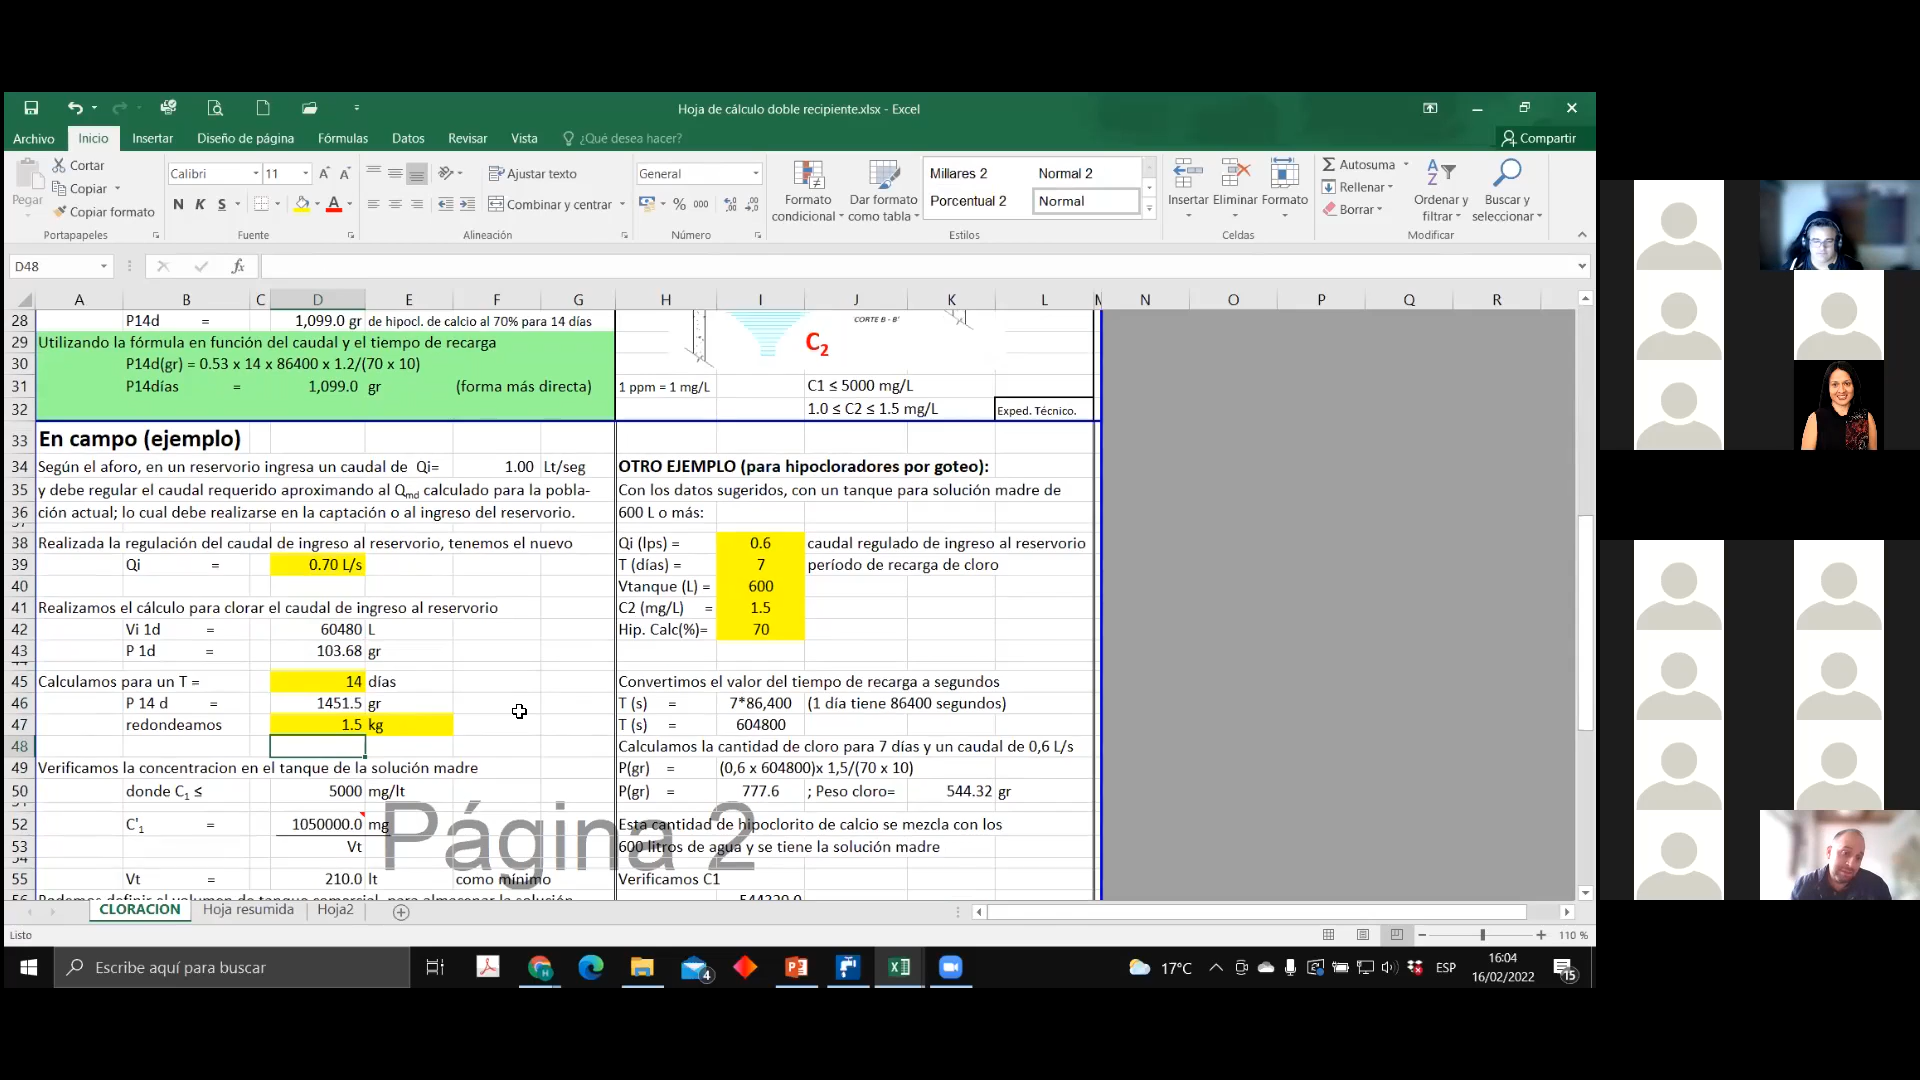 Hoja de cálculo doble recipiente.xlsx - Excel
Archivo Inicio Insertar Diseño de página Fórmulas Datos Revisar Vista ¿Qué desea hacer? Compartir
Pegar
Cortar
Copiar
Copiar formato
Portapapeles
Calibri 11
N K S
Fuente
Ajustar texto
Combinar y centrar
Alineación
General
% 000
Número
Formato condicional
Dar formato como tabla
Millares 2 Normal 2
Porcentual 2 Normal
Estilos
Insertar Eliminar Formato
Celdas
Autosuma
Rellenar
Borrar
Ordenar y filtrar
Buscar y seleccionar
Modificar
D48 fx
A B C D E F G H I J K L M N O P Q R
28 P14d = 1,099.0 gr de hipocl. de calcio al 70% para 14 días CORTE B - B'
29 Utilizando la fórmula en función del caudal y el tiempo de recarga C2
30 P14d(gr) = 0.53 x 14 x 86400 x 1.2/(70 x 10)
31 P14días = 1,099.0 gr (forma más directa) 1 ppm = 1 mg/L C1 ≤ 5000 mg/L
32 1.0 ≤ C2 ≤ 1.5 mg/L Exped. Técnico.
33 En campo (ejemplo)
34 Según el aforo, en un reservorio ingresa un caudal de Qi= 1.00 Lt/seg OTRO EJEMPLO (para hipocloradores por goteo):
35 y debe regular el caudal requerido aproximando al Qmd calculado para la pobla- Con los datos sugeridos, con un tanque para solución madre de
36 ción actual; lo cual debe realizarse en la captación o al ingreso del reservorio. 600 L o más:
38 Realizada la regulación del caudal de ingreso al reservorio, tenemos el nuevo Qi (lps) = 0.6 caudal regulado de ingreso al reservorio
39 Qi = 0.70 L/s T (días) = 7 período de recarga de cloro
40 Vtanque (L) = 600
41 Realizamos el cálculo para clorar el caudal de ingreso al reservorio C2 (mg/L) = 1.5
42 Vi 1d = 60480 L Hip. Calc(%)= 70
43 P 1d = 103.68 gr
45 Calculamos para un T = 14 días Convertimos el valor del tiempo de recarga a segundos
46 P 14 d = 1451.5 gr T (s) = 7*86,400 (1 día tiene 86400 segundos)
47 redondeamos 1.5 kg T (s) = 604800
48 Calculamos la cantidad de cloro para 7 días y un caudal de 0,6 L/s
49 Verificamos la concentracion en el tanque de la solución madre P(gr) = (0,6 x 604800)x 1,5/(70 x 10)
50 donde C1 ≤ 5000 mg/lt P(gr) = 777.6 ; Peso cloro= 544.32 gr
52 C'1 = 1050000.0 mg Esta cantidad de hipoclorito de calcio se mezcla con los
53 Vt 600 litros de agua y se tiene la solución madre
Página 2
55 Vt = 210.0 lt como mínimo Verificamos C1
CLORACION Hoja resumida Hoja2
Listo 110 %
Escribe aquí para buscar
4
17°C
ESP
16:04
16/02/2022
15